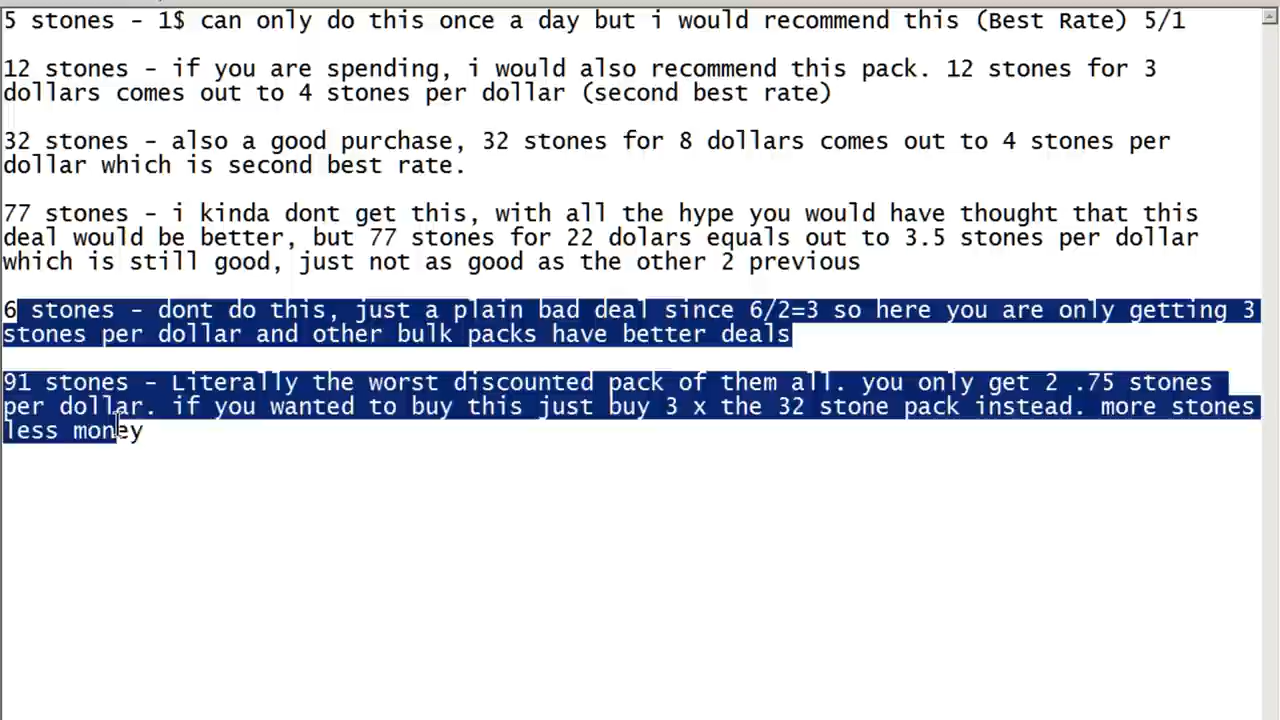 5 stones - 1$ can only do this once a day but i would recommend this (Best Rate) 5/1
12 stones - if you are spending, i would also recommend this pack. 12 stones for 3
dollars comes out to 4 stones per dollar (second best rate)
32 stones - also a good purchase, 32 stones for 8 dollars comes out to 4 stones per
dollar which is second best rate.
77 stones - i kinda dont get this, with all the hype you would have thought that this
deal would be better, but 77 stones for 22 dolars equals out to 3.5 stones per dollar
which is still good, just not as good as the other 2 previous
6 stones - dont do this, just a plain bad deal since 6/2=3 so here you are only getting 3
stones per dollar and other bulk packs have better deals
91 stones - Literally the worst discounted pack of them all. you only get 2 .75 stones
per dollar. if you wanted to buy this just buy 3 x the 32 stone pack instead. more stones
less money